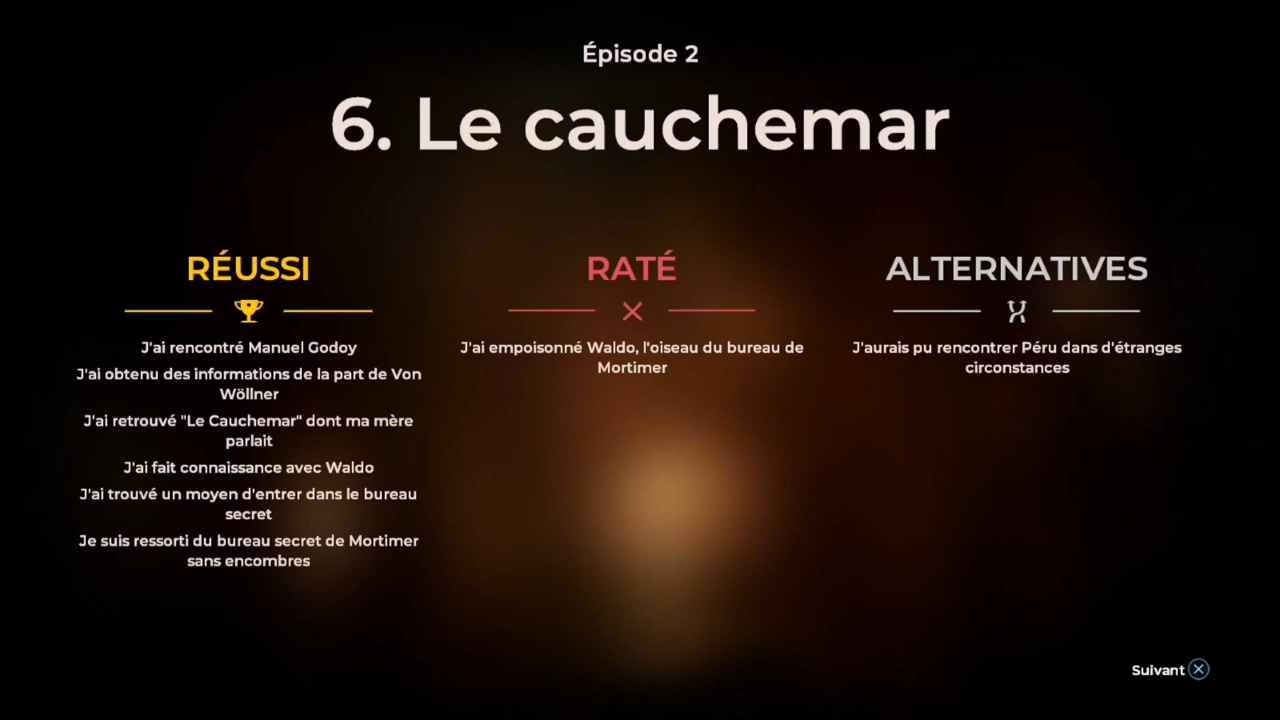 Épisode 2
6. Le cauchemar
RÉUSSI
J'ai rencontré Manuel Godoy
J'ai obtenu des informations de la part de Von
Wöllner
J'ai retrouvé "Le Cauchemar" dont ma mère
parlait
J'ai fait connaissance avec Waldo
J'ai trouvé un moyen d'entrer dans le bureau
secret
Je suis ressorti du bureau secret de Mortimer
sans encombres
RATÉ
J'ai empoisonné Waldo, l'oiseau du bureau de
Mortimer
ALTERNATIVES
J'aurais pu rencontrer Péru dans d'étranges
circonstances
Suivant